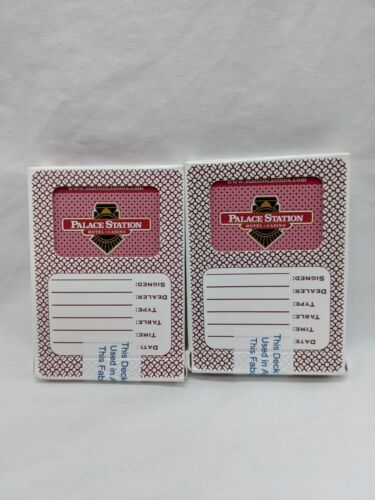 PALACE STATION
HOTEL • CASINO
DATE:
TIME:
TABLE:
TYPE:
DEALER:
SIGNED:
This Deck
Used in A
This Fab
PALACE STATION
HOTEL • CASINO
DATE:
TIME:
TABLE:
TYPE:
DEALER:
SIGNED:
This Deck
Used in A
This Fab